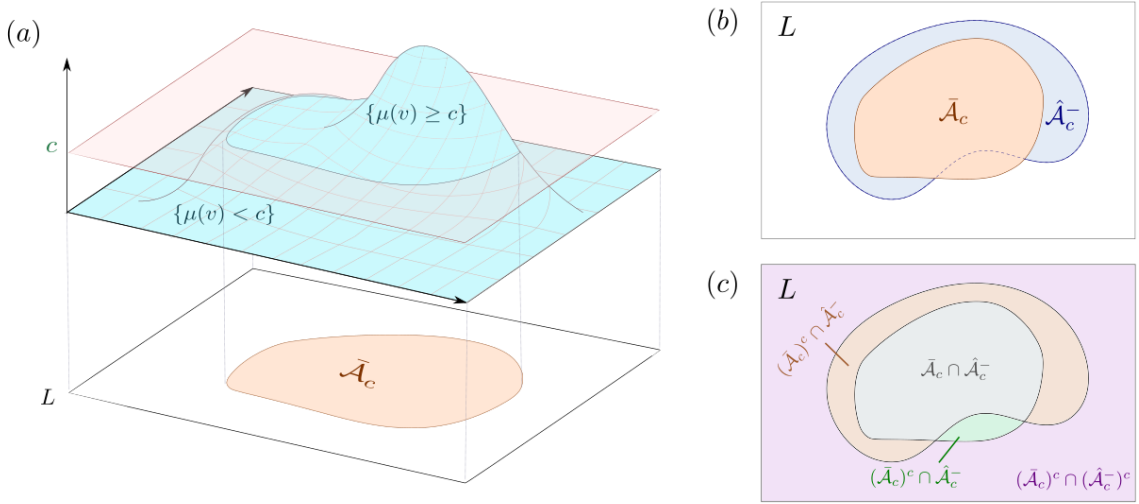 (a)
c
{μ(v) ≥ c}
{μ(v) < c}
𝒜̄_c
L
(b)
L
𝒜̄_c
𝒜̂_c^−
(c)
L
(𝒜̄_c)^c ∩ 𝒜̂_c^−
𝒜̄_c ∩ 𝒜̂_c^−
(𝒜̄_c)^c ∩ 𝒜̂_c^−
(𝒜̄_c)^c ∩ (𝒜̂_c^−)^c